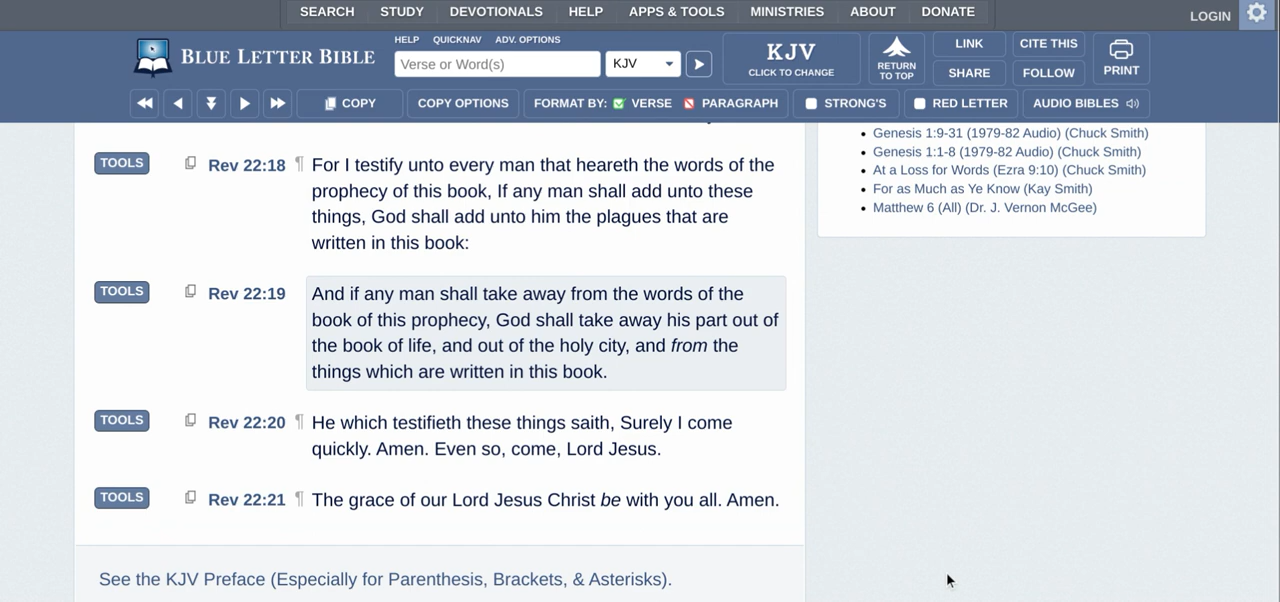 SEARCH STUDY DEVOTIONALS HELP APPS & TOOLS MINISTRIES ABOUT DONATE LOGIN
HELP QUICKNAV ADV. OPTIONS
BLUE LETTER BIBLE
Verse or Word(s) KJV
KJV
CLICK TO CHANGE
RETURN
TO TOP
LINK CITE THIS
SHARE FOLLOW
PRINT
COPY COPY OPTIONS FORMAT BY: VERSE PARAGRAPH STRONG'S RED LETTER AUDIO BIBLES
TOOLS Rev 22:18 ¶ For I testify unto every man that heareth the words of the
prophecy of this book, If any man shall add unto these
things, God shall add unto him the plagues that are
written in this book:
TOOLS Rev 22:19 And if any man shall take away from the words of the
book of this prophecy, God shall take away his part out of
the book of life, and out of the holy city, and from the
things which are written in this book.
TOOLS Rev 22:20 ¶ He which testifieth these things saith, Surely I come
quickly. Amen. Even so, come, Lord Jesus.
TOOLS Rev 22:21 ¶ The grace of our Lord Jesus Christ be with you all. Amen.
See the KJV Preface (Especially for Parenthesis, Brackets, & Asterisks).
• Genesis 1:9-31 (1979-82 Audio) (Chuck Smith)
• Genesis 1:1-8 (1979-82 Audio) (Chuck Smith)
• At a Loss for Words (Ezra 9:10) (Chuck Smith)
• For as Much as Ye Know (Kay Smith)
• Matthew 6 (All) (Dr. J. Vernon McGee)